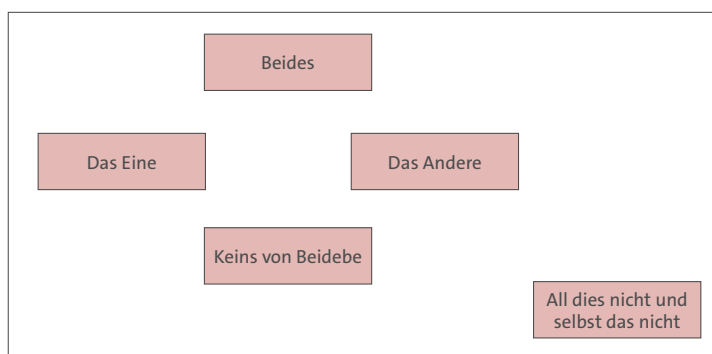 Beides
Das Eine
Das Andere
Keins von Beidebe
All dies nicht und
selbst das nicht